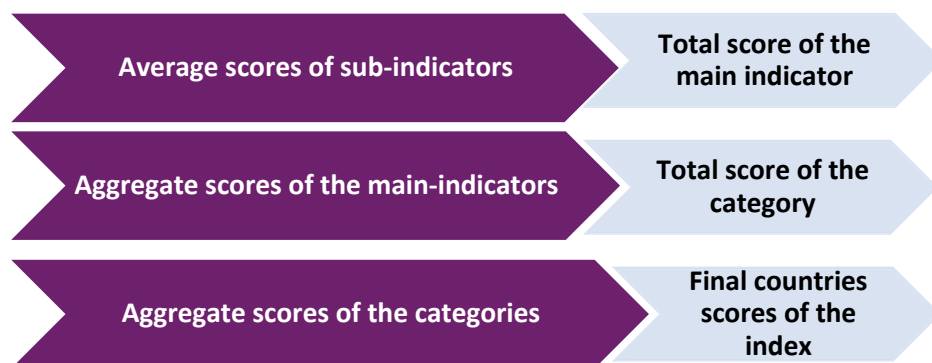 Average scores of sub-indicators
Total score of the
main indicator
Aggregate scores of the main-indicators
Total score of the
category
Aggregate scores of the categories
Final countries
scores of the
index